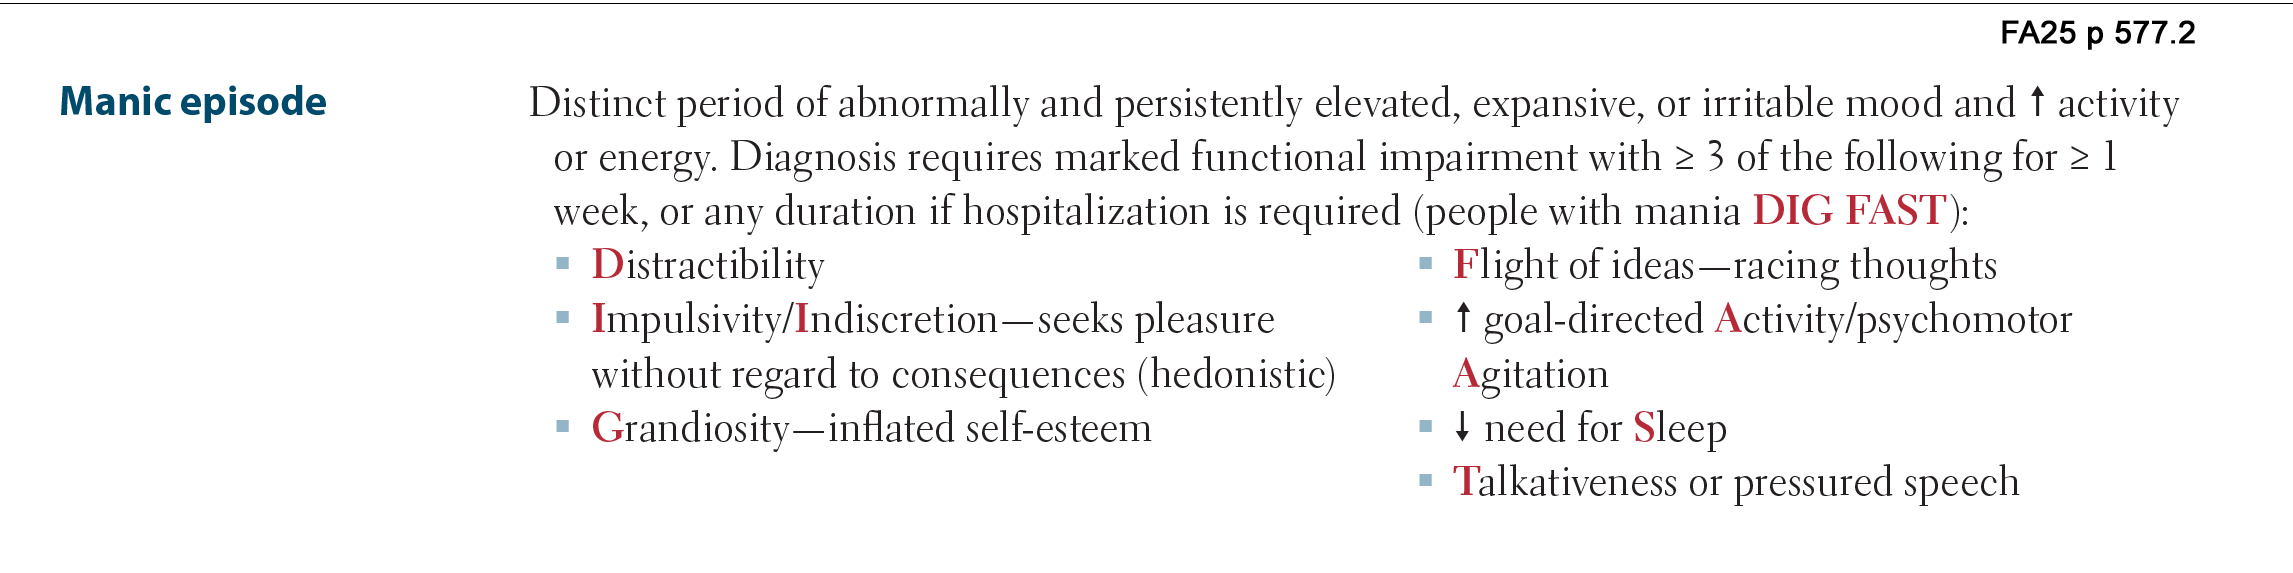 FA25 p 577.2
Manic episode
Distinct period of abnormally and persistently elevated, expansive, or irritable mood and ↑ activity
or energy. Diagnosis requires marked functional impairment with ≥ 3 of the following for ≥ 1
week, or any duration if hospitalization is required (people with mania DIG FAST):
▪ Distractibility
▪ Impulsivity/Indiscretion—seeks pleasure
without regard to consequences (hedonistic)
▪ Grandiosity—inflated self-esteem
▪ Flight of ideas—racing thoughts
▪ ↑ goal-directed Activity/psychomotor
Agitation
▪ ↓ need for Sleep
▪ Talkativeness or pressured speech